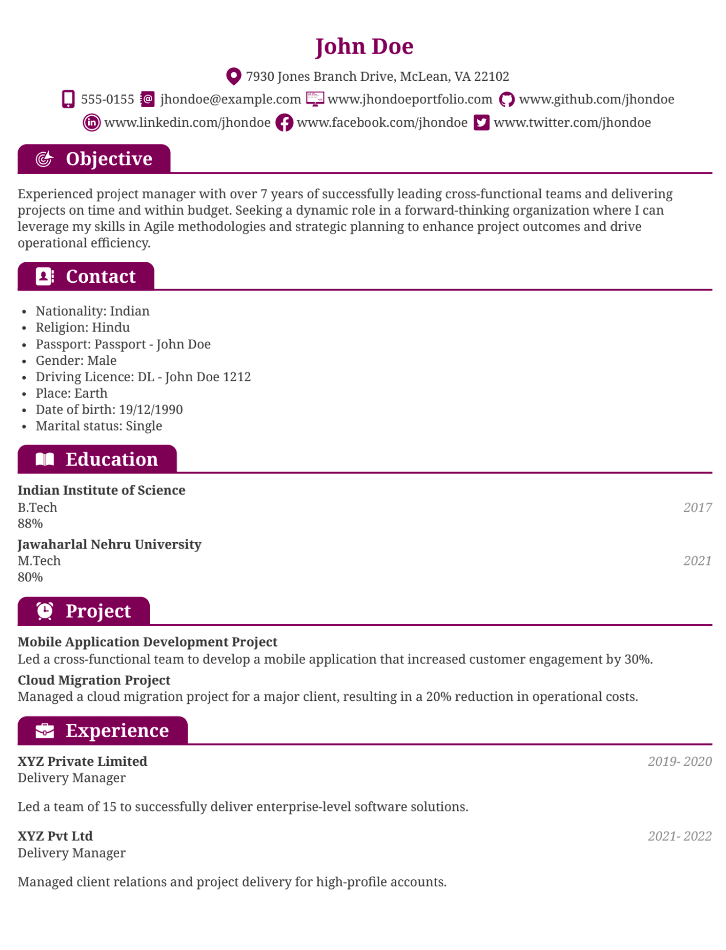 John Doe
7930 Jones Branch Drive, McLean, VA 22102
555-0155 jhondoe@example.com www.jhondoeportfolio.com www.github.com/jhondoe
www.linkedin.com/jhondoe www.facebook.com/jhondoe www.twitter.com/jhondoe
Objective
Experienced project manager with over 7 years of successfully leading cross-functional teams and delivering
projects on time and within budget. Seeking a dynamic role in a forward-thinking organization where I can
leverage my skills in Agile methodologies and strategic planning to enhance project outcomes and drive
operational efficiency.
Contact
• Nationality: Indian
• Religion: Hindu
• Passport: Passport - John Doe
• Gender: Male
• Driving Licence: DL - John Doe 1212
• Place: Earth
• Date of birth: 19/12/1990
• Marital status: Single
Education
Indian Institute of Science
B.Tech 2017
88%
Jawaharlal Nehru University
M.Tech 2021
80%
Project
Mobile Application Development Project
Led a cross-functional team to develop a mobile application that increased customer engagement by 30%.
Cloud Migration Project
Managed a cloud migration project for a major client, resulting in a 20% reduction in operational costs.
Experience
XYZ Private Limited 2019- 2020
Delivery Manager
Led a team of 15 to successfully deliver enterprise-level software solutions.
XYZ Pvt Ltd 2021- 2022
Delivery Manager
Managed client relations and project delivery for high-profile accounts.